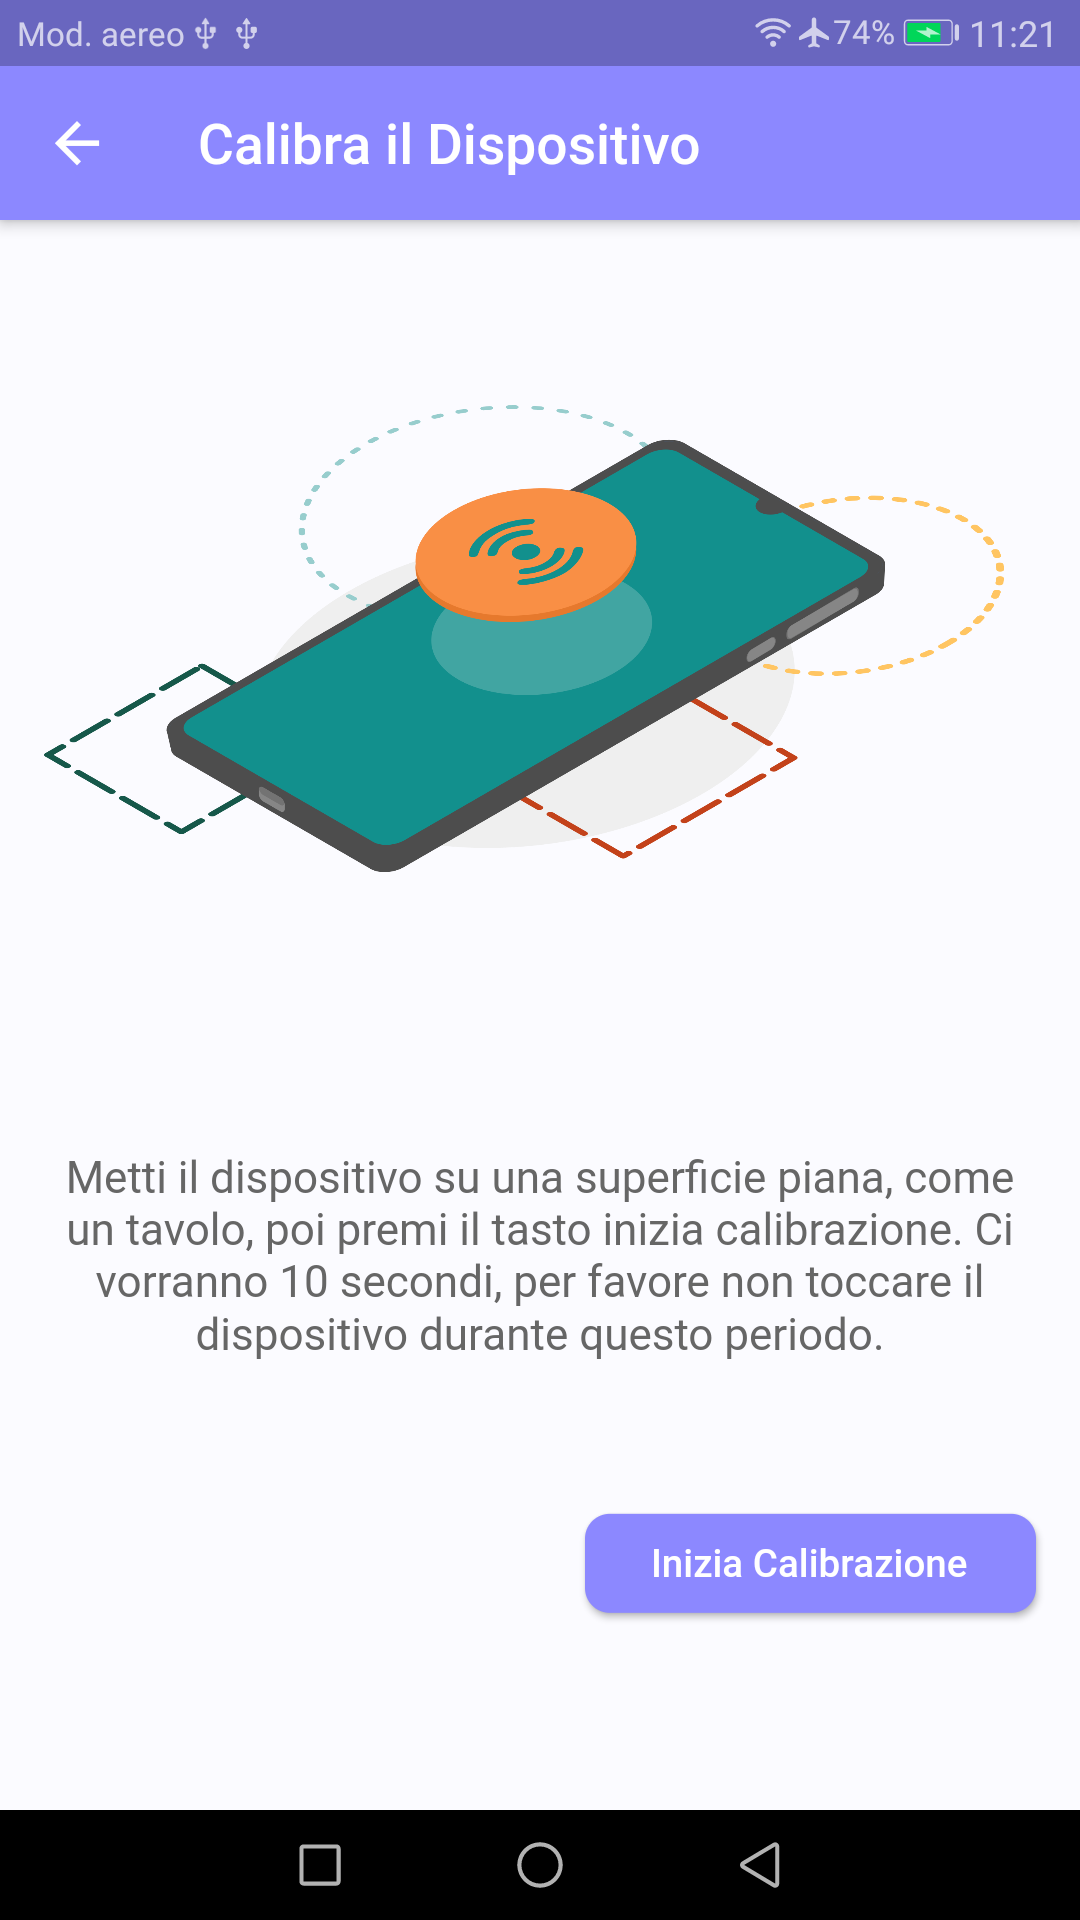 Mod. aereo 74% 11:21
Calibra il Dispositivo
Metti il dispositivo su una superficie piana, come
un tavolo, poi premi il tasto inizia calibrazione. Ci
vorranno 10 secondi, per favore non toccare il
dispositivo durante questo periodo.
Inizia Calibrazione